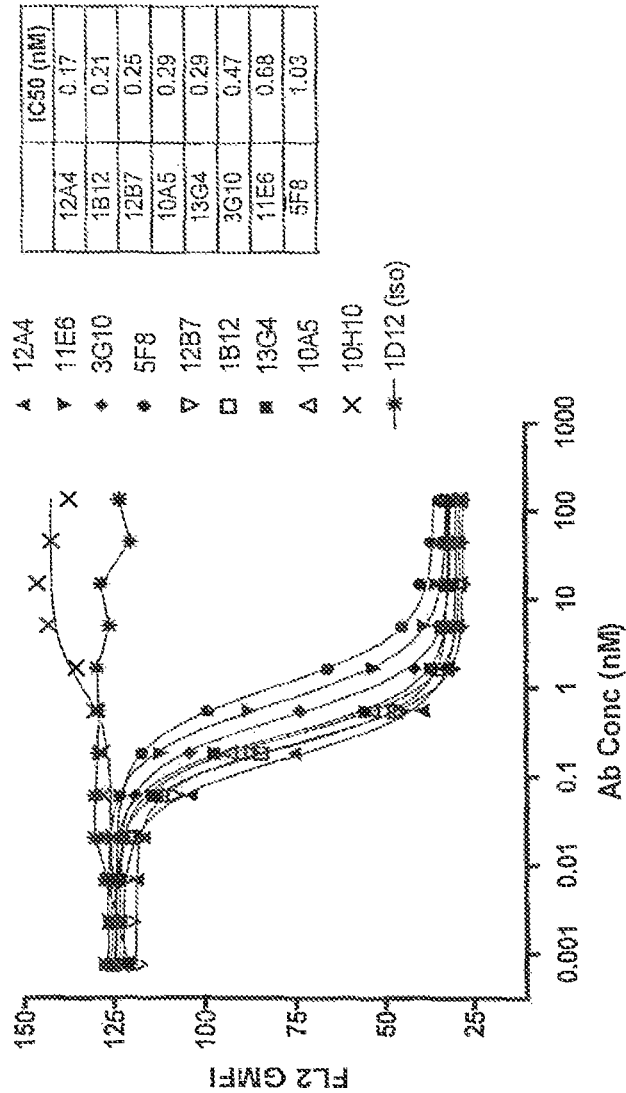 IC50 (nM)
12A4 0.17
1B12 0.21
12B7 0.25
10A5 0.29
13G4 0.29
3G10 0.47
11E6 0.68
5F8 1.03
12A4
11E6
3G10
5F8
12B7
1B12
13G4
10A5
10H10
1D12 (iso)
FL2 GMFI
150
125
100
75
50
25
0.001
0.01
0.1
1
10
100
1000
Ab Conc (nM)